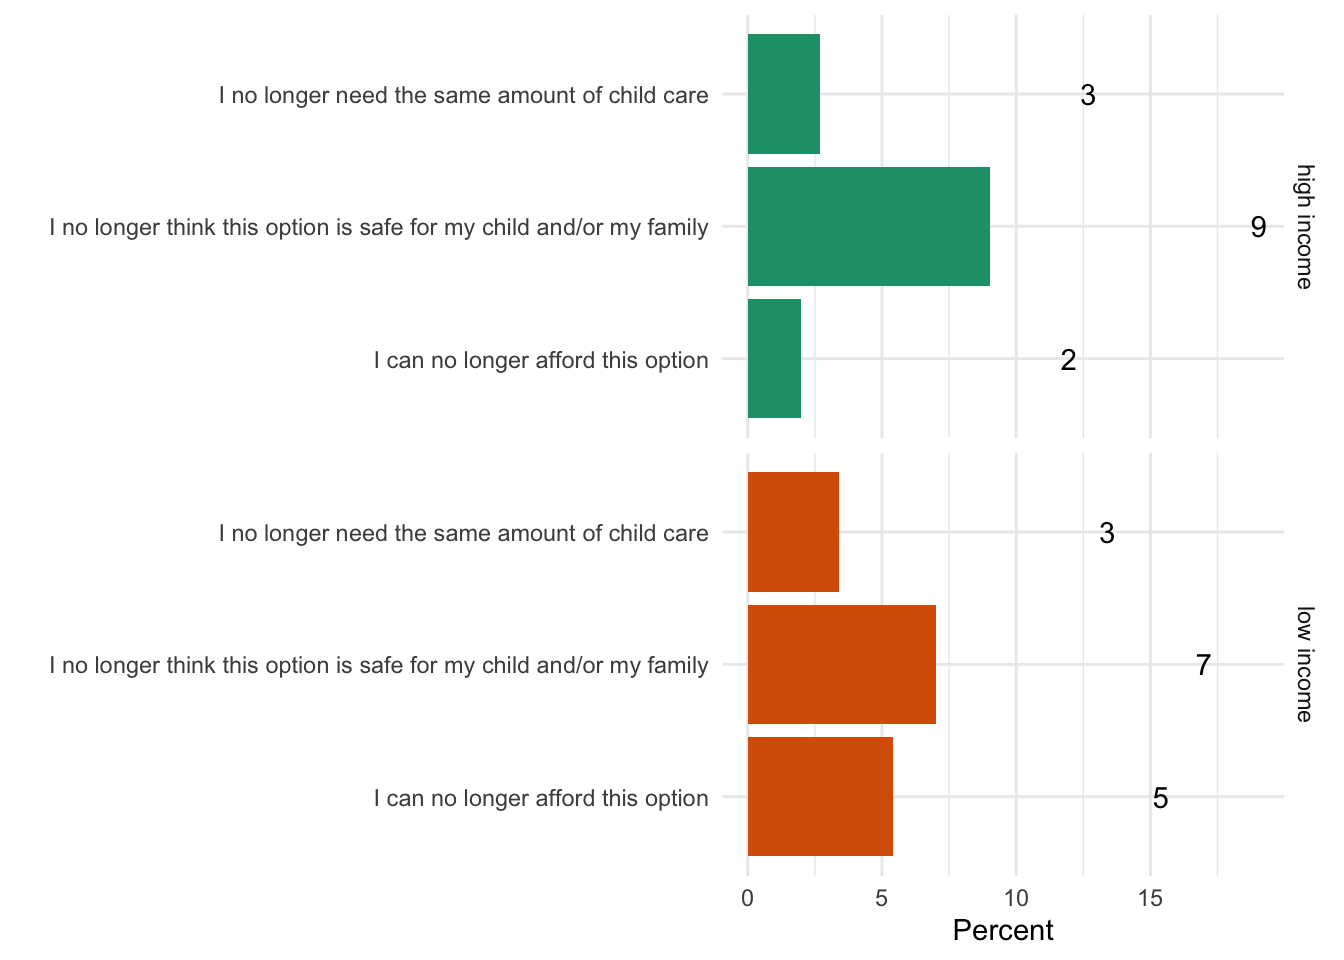 I no longer need the same amount of child care
3
I no longer think this option is safe for my child and/or my family
9
I can no longer afford this option
2
high income
I no longer need the same amount of child care
3
I no longer think this option is safe for my child and/or my family
7
I can no longer afford this option
5
low income
0 5 10 15
Percent